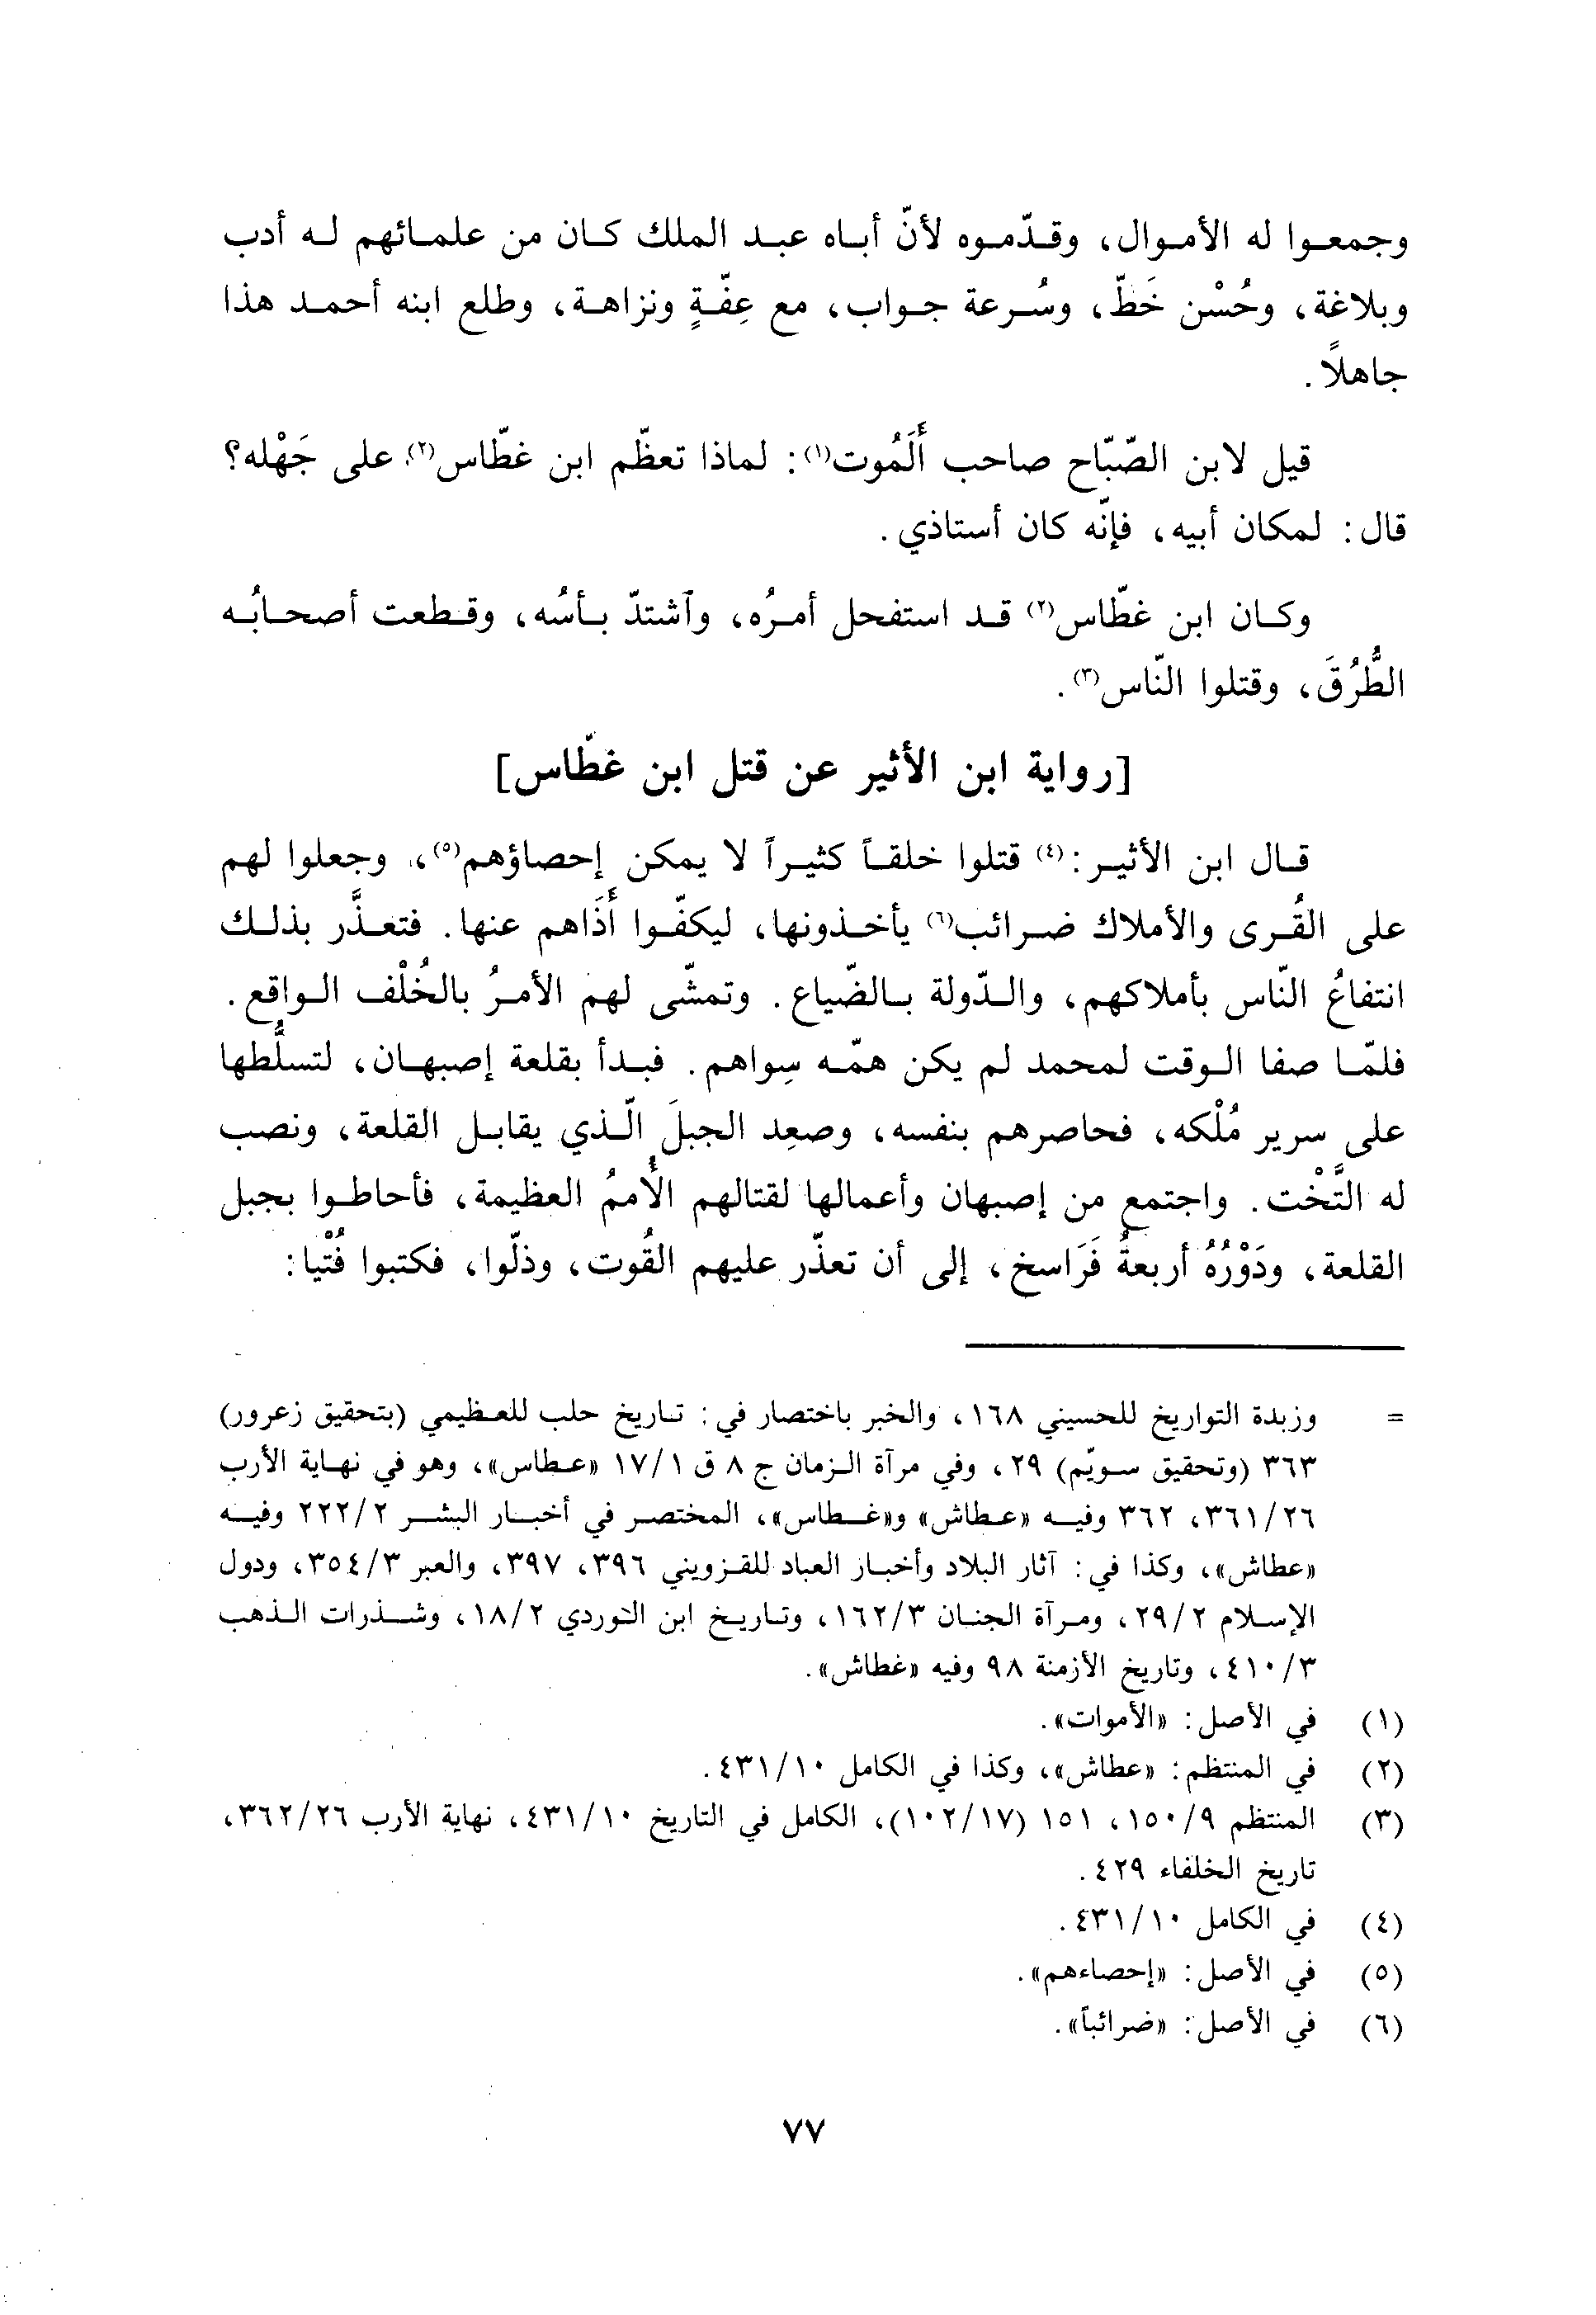 وجمعوا له الأموال، وقدّموه لأنّ أباه عبد الملك كان من علمائهم له أدب
وبلاغة، وحُسْن خَطّ، وسُرعة جواب، مع عِفّةٍ ونزاهة، وطلع ابنه أحمد هذا
جاهلاً.
قيل لابن الصّبّاح صاحب أَلَمُوت(١): لماذا تعظّم ابن غطّاس(٢) على جَهْله؟
قال: لمكان أبيه، فإنّه كان أستاذي.
وكان ابن غطّاس(٢) قد استفحل أمرُه، وآشتدّ بأسُه، وقطعت أصحابُه
الطُّرُقَ، وقتلوا النّاس(٣).
[رواية ابن الأثير عن قتل ابن غطّاس]
قال ابن الأثير:(٤) قتلوا خلقاً كثيراً لا يمكن إحصاؤهم(٥)، وجعلوا لهم
على القُرى والأملاك ضرائب(٦) يأخذونها، ليكفّوا أَذَاهم عنها. فتعذَّر بذلك
انتفاعُ النّاس بأملاكهم، والدّولة بالضّياع. وتمشّى لهم الأمرُ بالخُلْف الواقع.
فلمّا صفا الوقت لمحمد لم يكن همّه سِواهم. فبدأ بقلعة إصبهان، لتسلُّطها
على سرير مُلْكه، فحاصرهم بنفسه، وصعِد الجبلَ الّذي يقابل القلعة، ونصب
له التَّخْت. واجتمع من إصبهان وأعمالها لقتالهم الأُممُ العظيمة، فأحاطوا بجبل
القلعة، ودَوْرُهُ أربعةُ فَرَاسخ، إلى أن تعذّر عليهم القُوت، وذلّوا، فكتبوا فُتْيا:
= وزبدة التواريخ للحسيني ١٦٨، والخبر باختصار في: تاريخ حلب للعظيمي (بتحقيق زعرور)
٣٦٣ (وتحقيق سويّم) ٢٩، وفي مرآة الزمان ج ٨ ق ١٧/١ «عطاس»، وهو في نهاية الأرب
٣٦١/٢٦، ٣٦٢ وفيه «عطاش» و«غطاس»، المختصر في أخبار البشر ٢٢٢/٢ وفيه
«عطاش»، وكذا في: آثار البلاد وأخبار العباد للقزويني ٣٩٦، ٣٩٧، والعبر ٣٥٤/٣، ودول
الإسلام ٢٩/٢، ومرآة الجنان ١٦٢/٣، وتاريخ ابن الوردي ١٨/٢، وشذرات الذهب
٤١٠/٣، وتاريخ الأزمنة ٩٨ وفيه «غطاش».
(١) في الأصل: «الأموات».
(٢) في المنتظم: «عطاش»، وكذا في الكامل ٤٣١/١٠.
(٣) المنتظم ١٥٠/٩، ١٥١ (١٠٢/١٧)، الكامل في التاريخ ٤٣١/١٠، نهاية الأرب ٣٦٢/٢٦،
تاريخ الخلفاء ٤٢٩.
(٤) في الكامل ٤٣١/١٠.
(٥) في الأصل: «إحصاءهم».
(٦) في الأصل: «ضرائباً».
٧٧